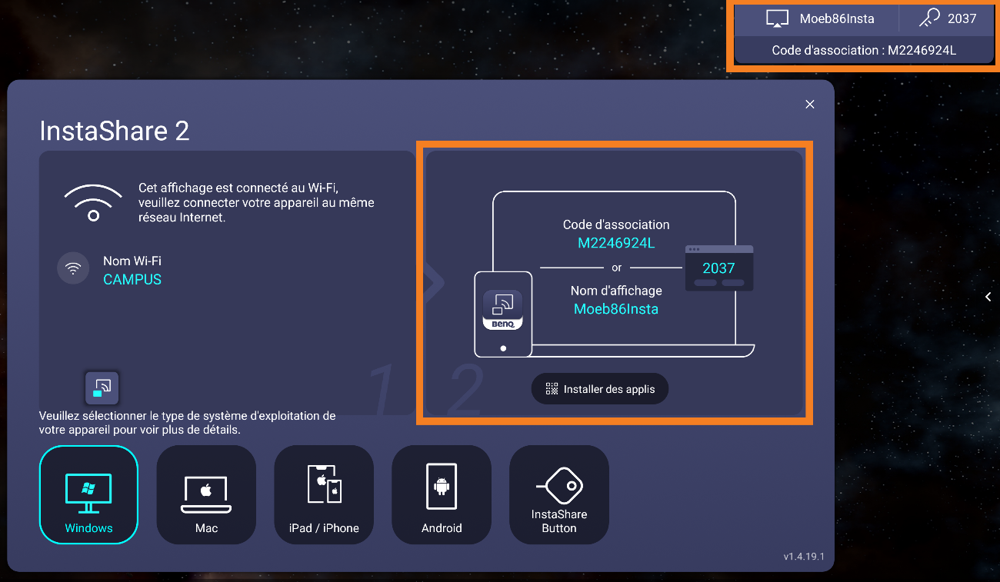 Moeb86Insta
2037
Code d'association : M2246924L
InstaShare 2
Cet affichage est connecté au Wi-Fi,
veuillez connecter votre appareil au même
réseau Internet.
Nom Wi-Fi
CAMPUS
1
Code d'association
M2246924L
or
2037
Nom d'affichage
Moeb86Insta
BenQ
2
Installer des applis
Veuillez sélectionner le type de système d'exploitation de
votre appareil pour voir plus de détails.
Windows
Mac
iPad / iPhone
Android
InstaShare
Button
v1.4.19.1